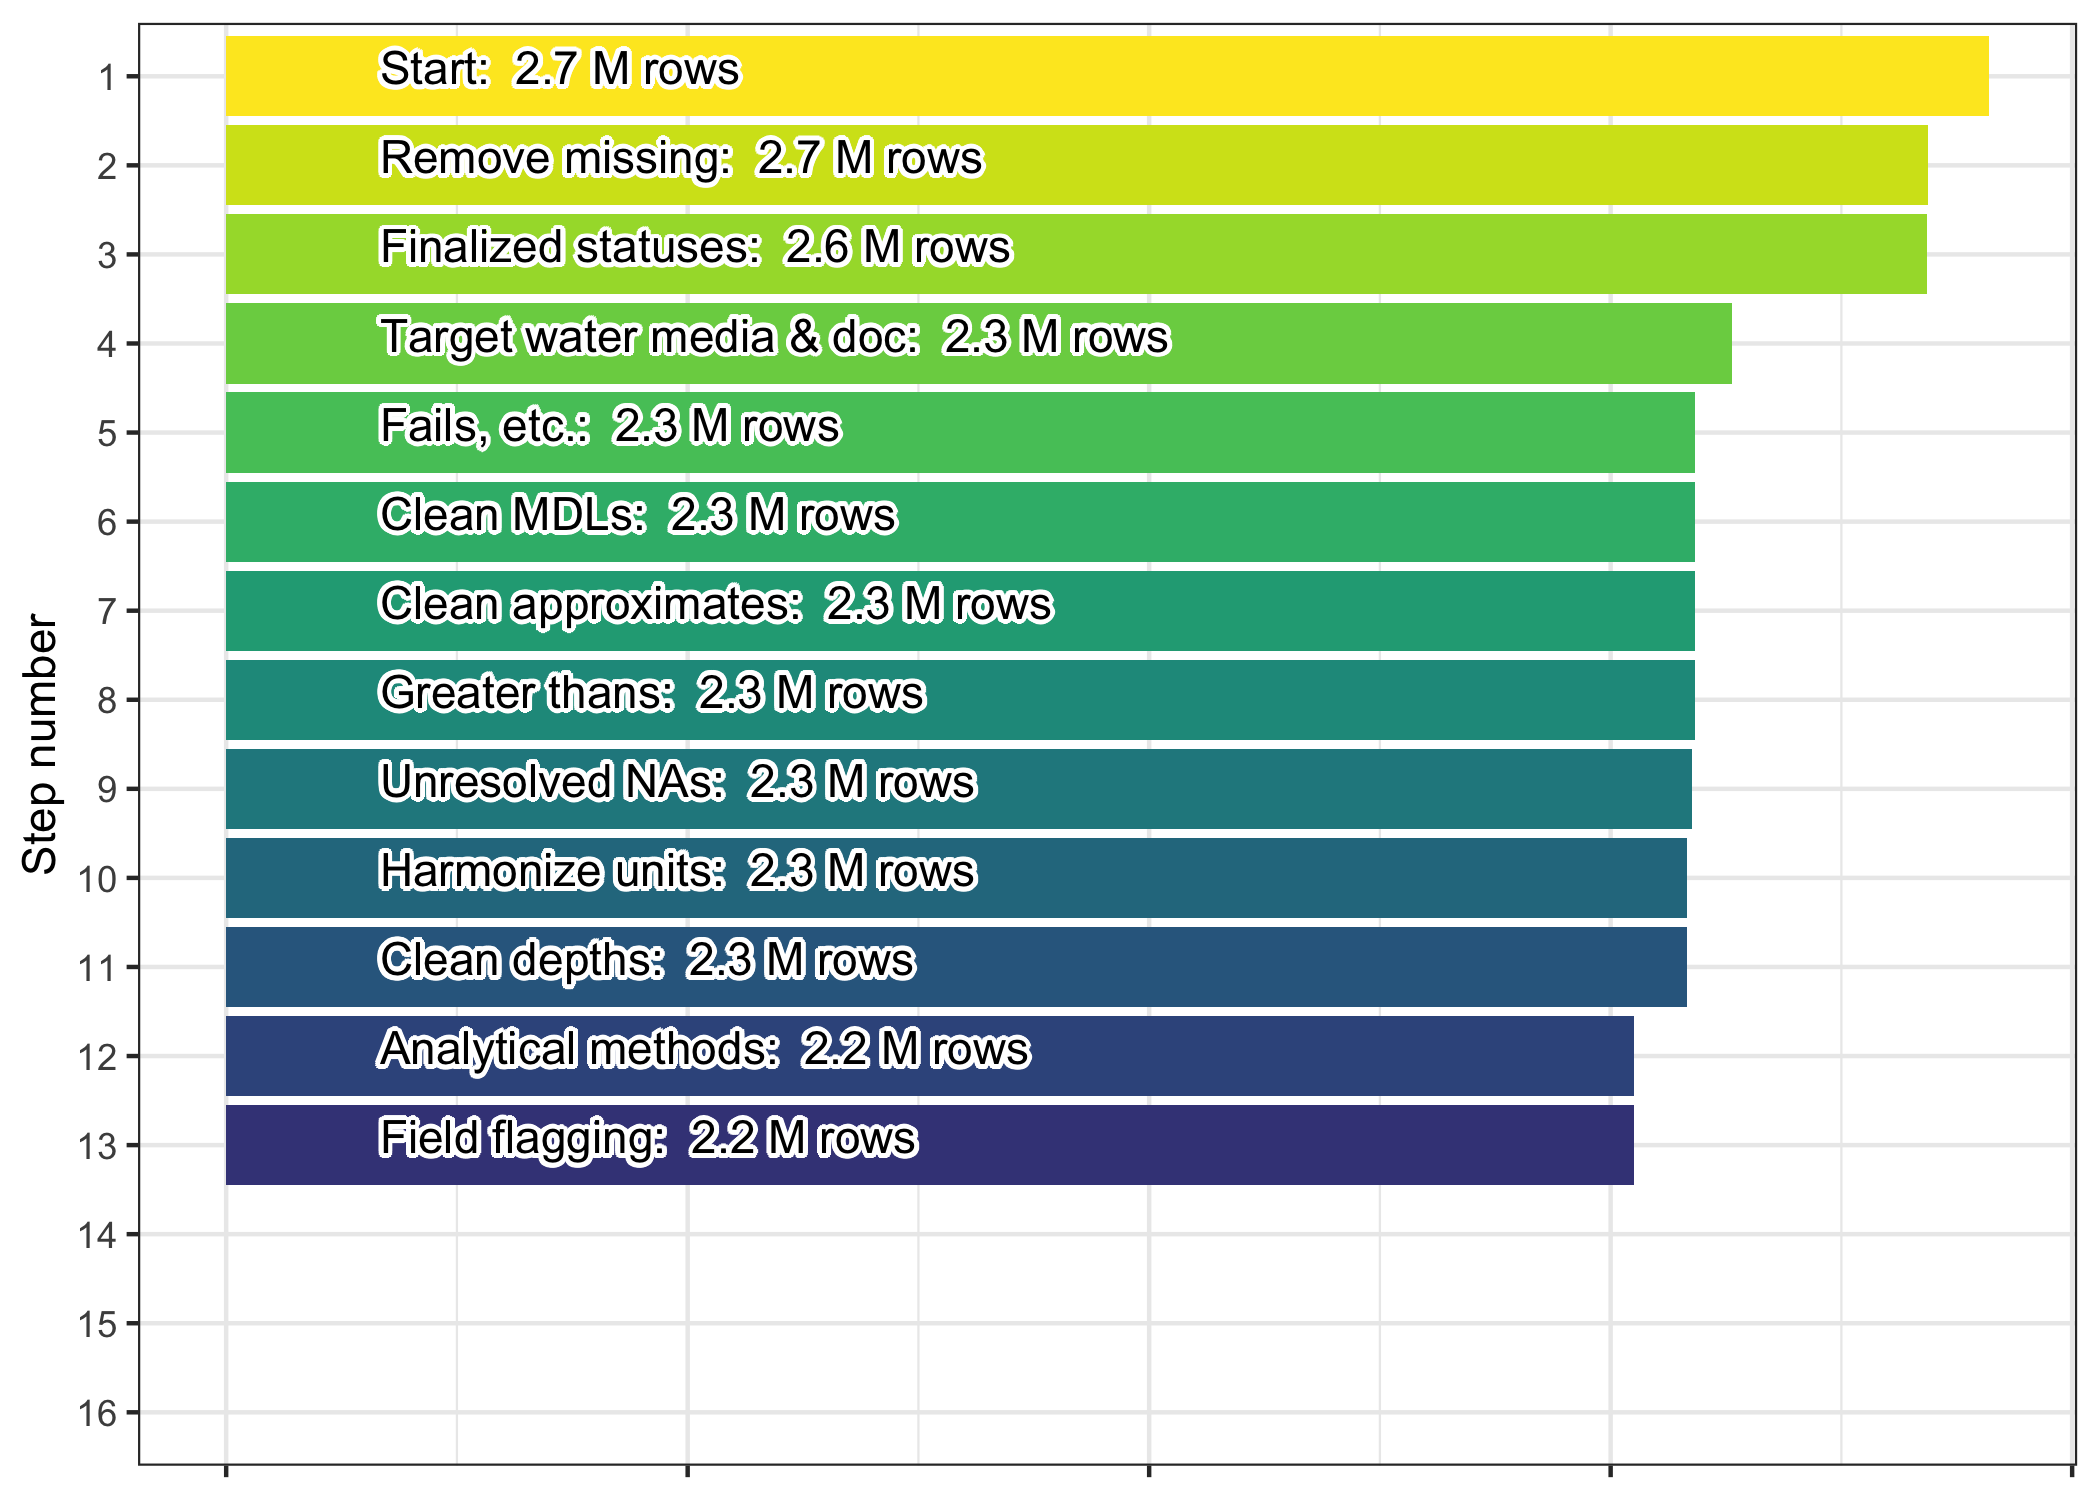 1
Start:  2.7 M rows
2
Remove missing:  2.7 M rows
3
Finalized statuses:  2.6 M rows
4
Target water media & doc:  2.3 M rows
5
Fails, etc.:  2.3 M rows
6
Clean MDLs:  2.3 M rows
7
Clean approximates:  2.3 M rows
8
Greater thans:  2.3 M rows
9
Unresolved NAs:  2.3 M rows
10
Harmonize units:  2.3 M rows
11
Clean depths:  2.3 M rows
12
Analytical methods:  2.2 M rows
13
Field flagging:  2.2 M rows
14
15
16
Step number